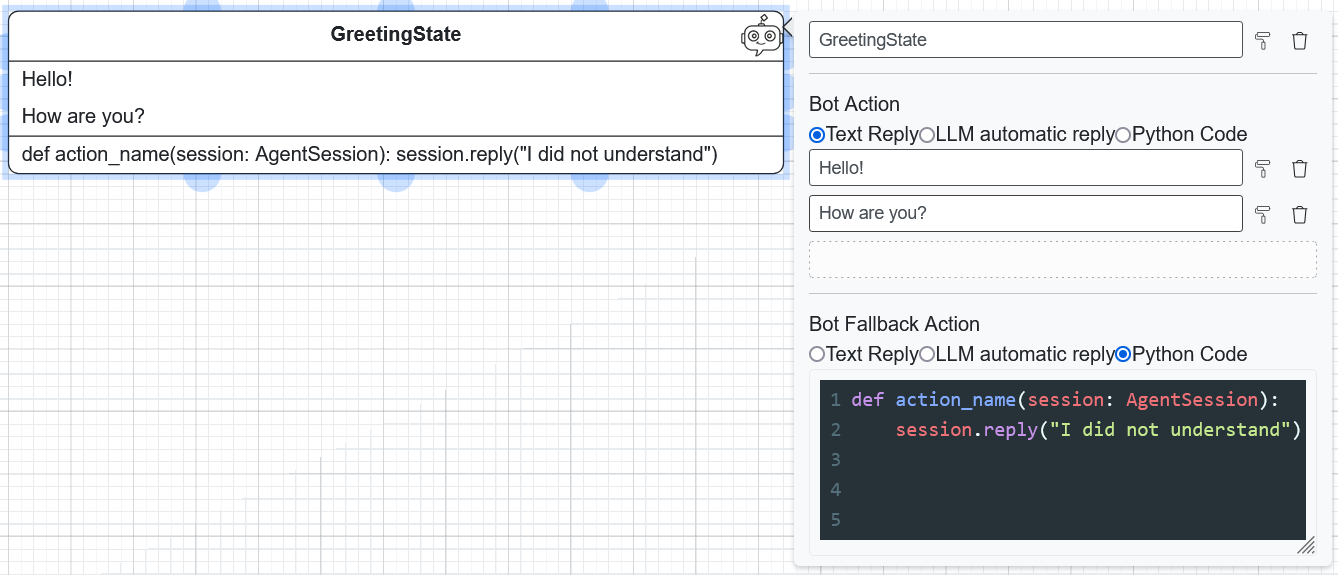 GreetingState
Hello!
How are you?
def action_name(session: AgentSession): session.reply("I did not understand")
GreetingState
Bot Action
Text Reply LLM automatic reply Python Code
Hello!
How are you?
Bot Fallback Action
Text Reply LLM automatic reply Python Code
1 def action_name(session: AgentSession):
2     session.reply("I did not understand")
3
4
5